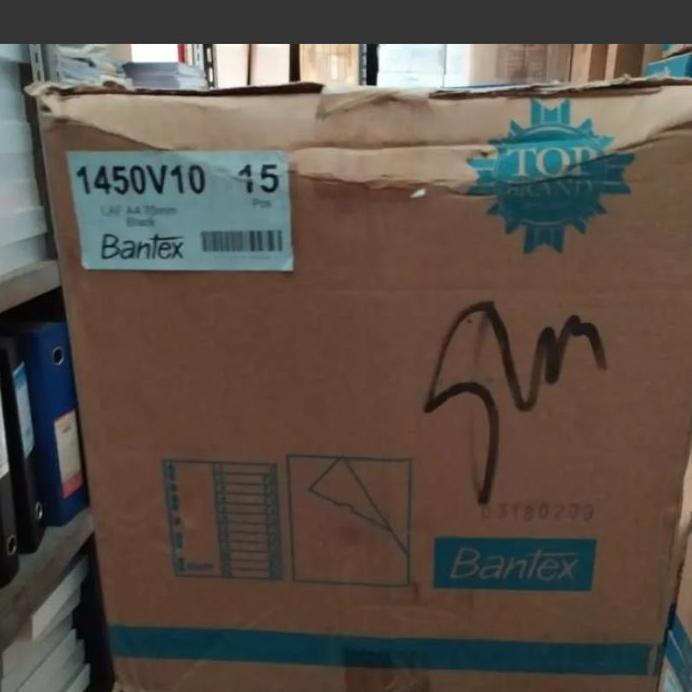 1450V10 15
LAF A4 70mm Pcs
Black
Bantex
TOP
BRAND
Bantex